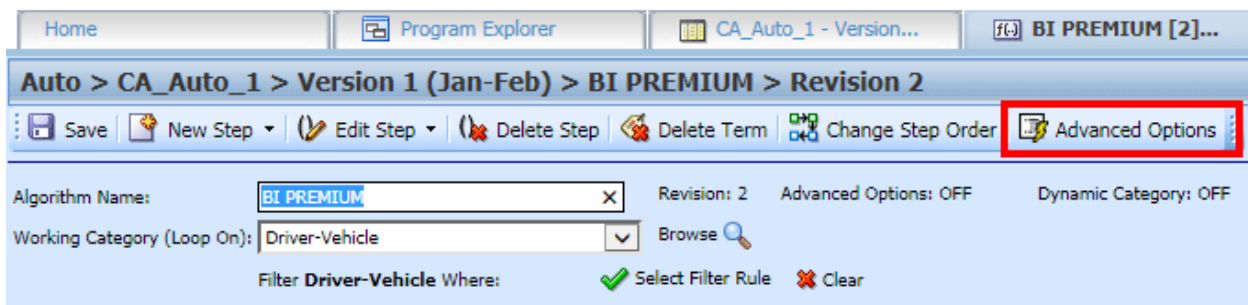 Home Program Explorer CA_Auto_1 - Version... f(.) BI PREMIUM [2]...
Auto > CA_Auto_1 > Version 1 (Jan-Feb) > BI PREMIUM > Revision 2
Save New Step Edit Step Delete Step Delete Term Change Step Order Advanced Options
Algorithm Name: BI PREMIUM Revision: 2 Advanced Options: OFF Dynamic Category: OFF
Working Category (Loop On): Driver-Vehicle Browse
Filter Driver-Vehicle Where: Select Filter Rule Clear